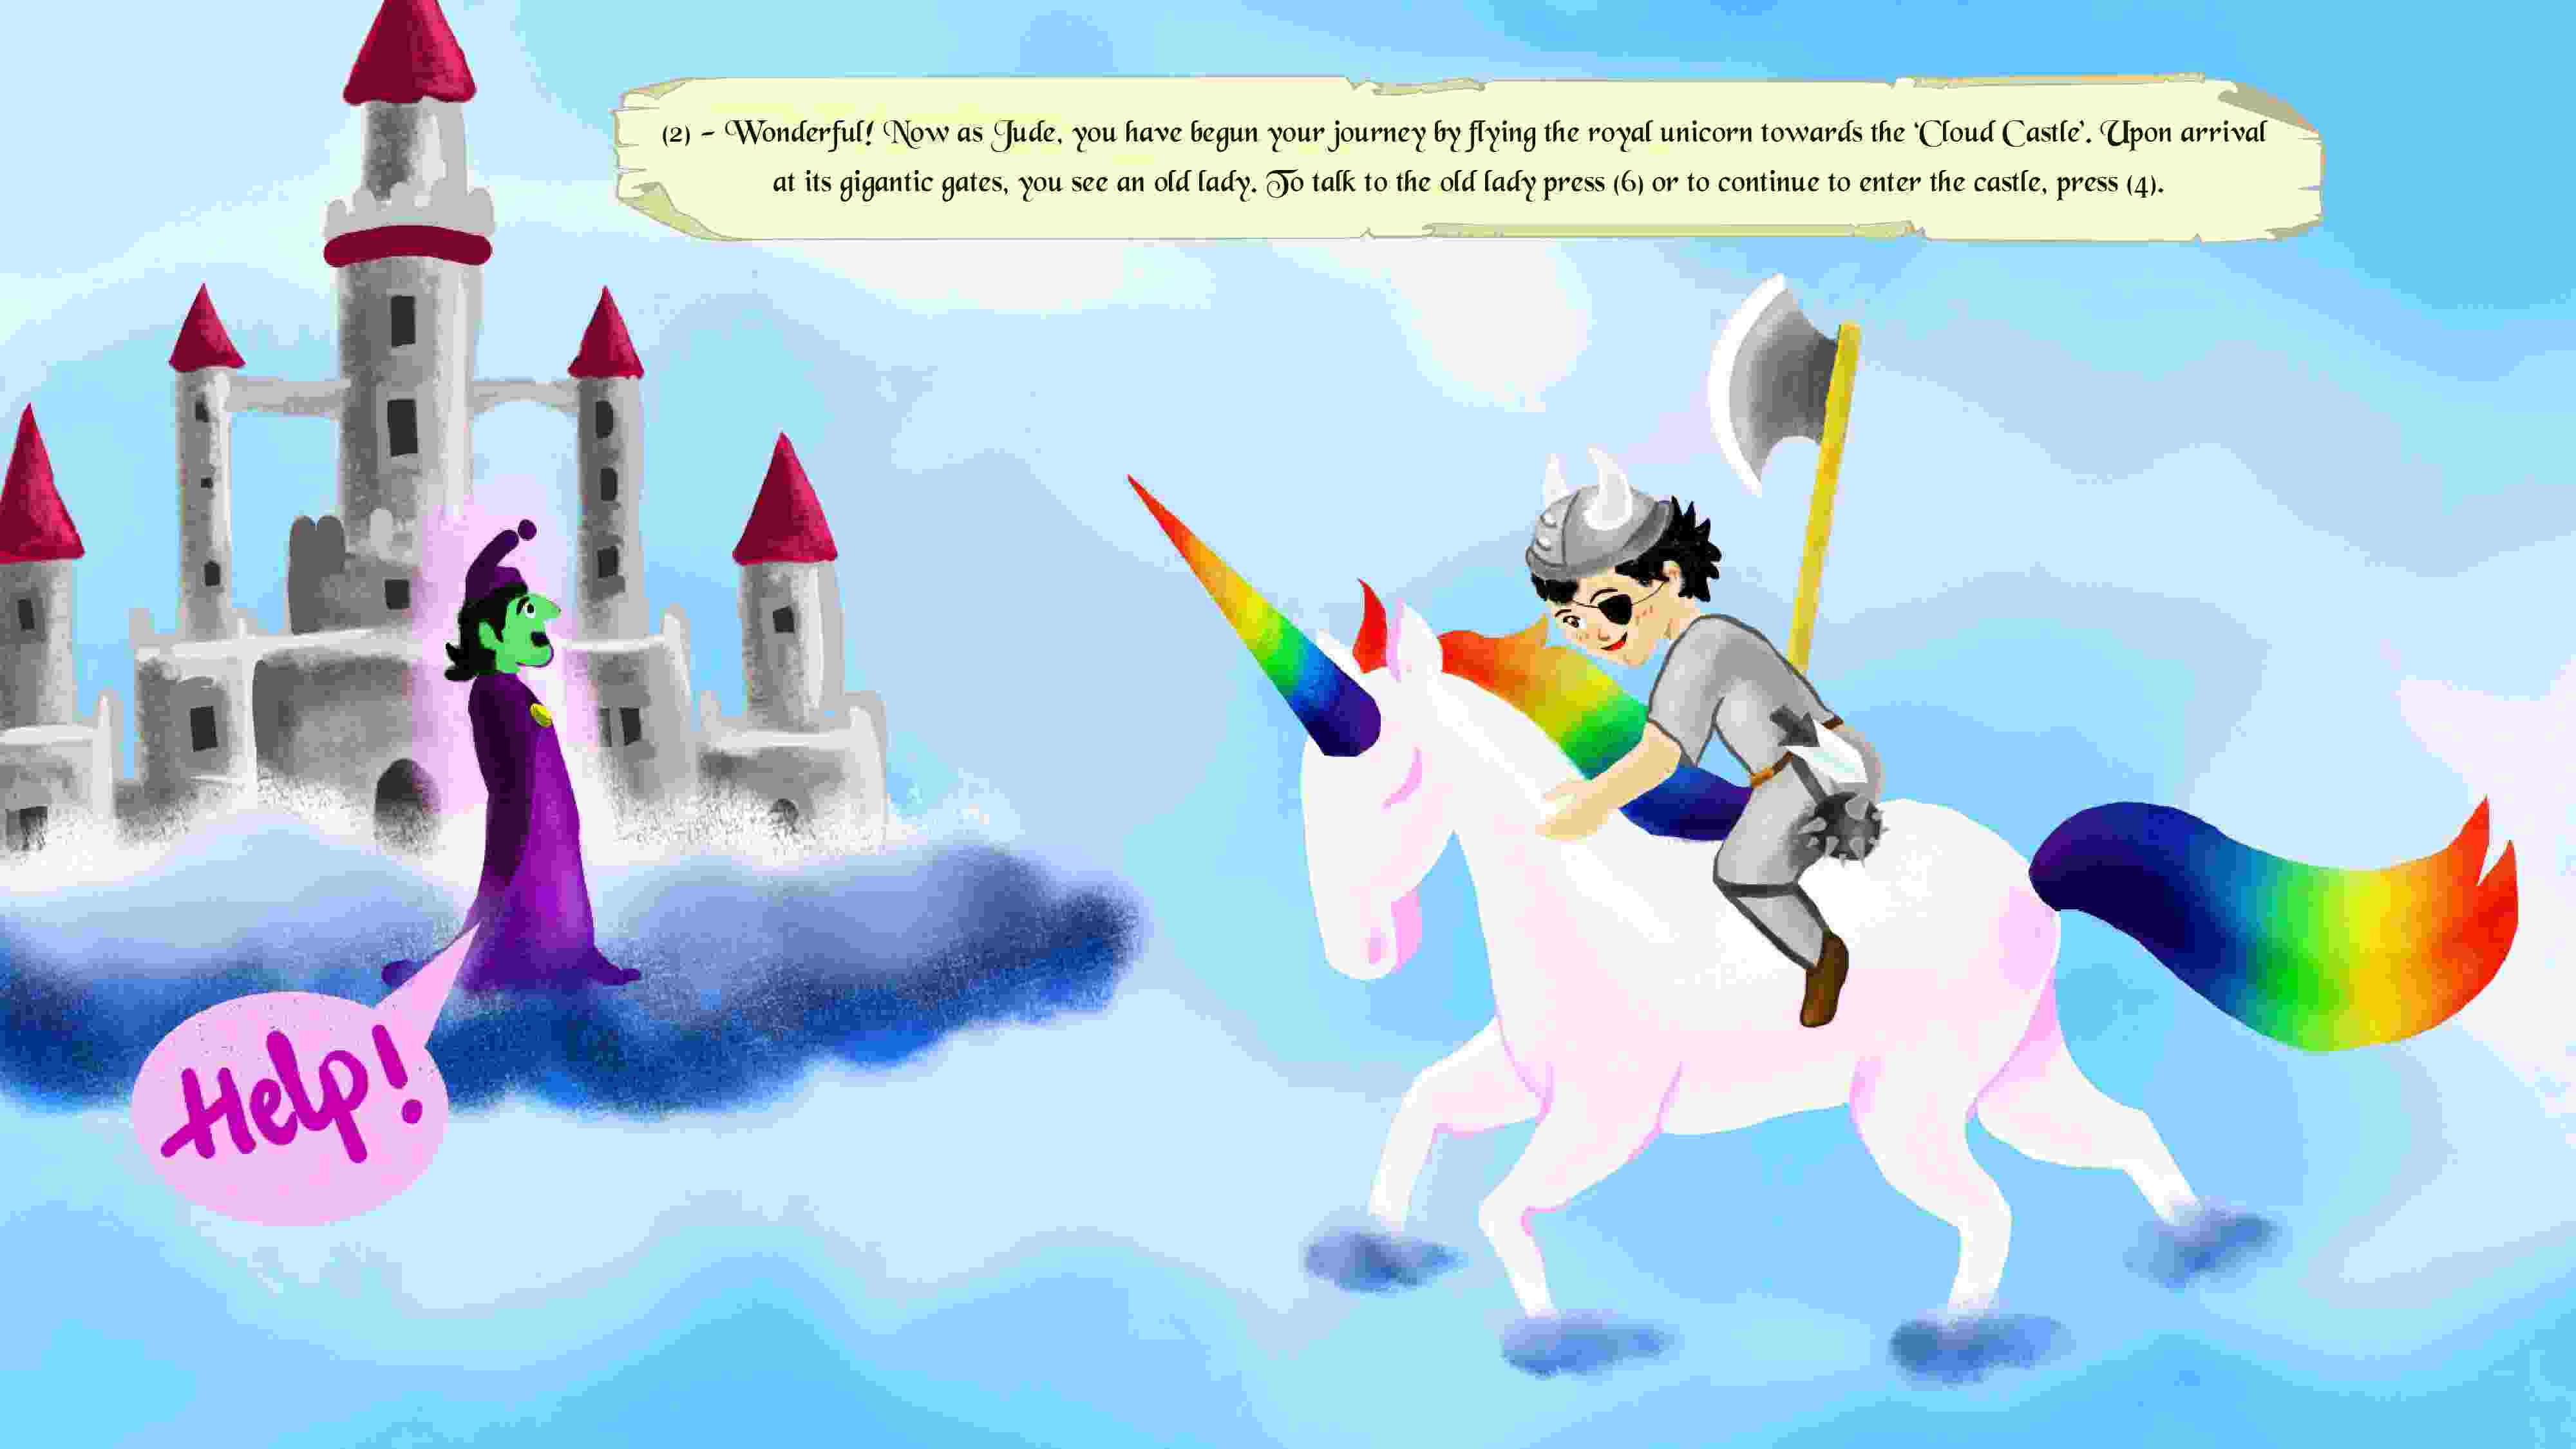 (2) - Wonderful! Now as Jude, you have begun your journey by flying the royal unicorn towards the 'Cloud Castle'. Upon arrival
at its gigantic gates, you see an old lady. To talk to the old lady press (6) or to continue to enter the castle, press (4).
Help!